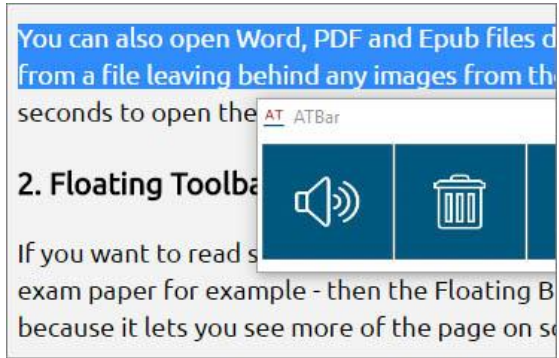 You can also open Word, PDF and Epub files d
from a file leaving behind any images from the
seconds to open the
AT ATBar
2. Floating Toolba
If you want to read s
exam paper for example - then the Floating B
because it lets you see more of the page on sc